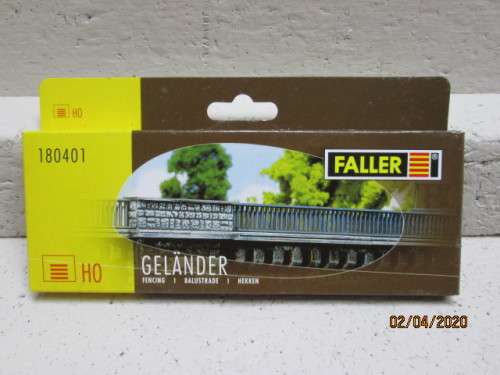 HO
180401
FALLER
HO
GELÄNDER
FENCING | BALUSTRADE | HEKKEN
02/04/2020